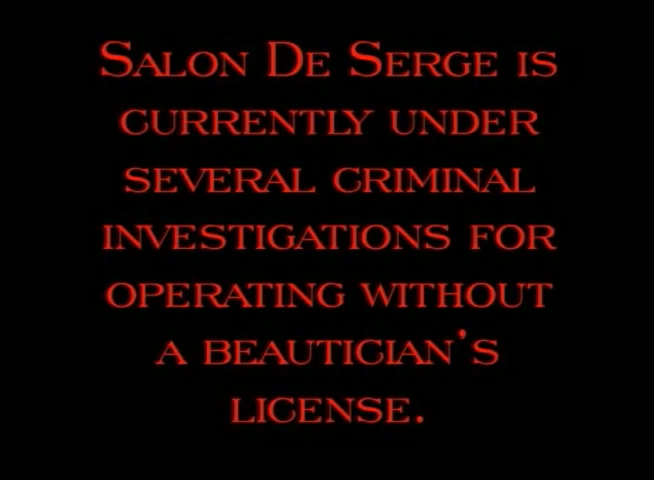 Salon De Serge is
currently under
several criminal
investigations for
operating without
a beautician's
license.